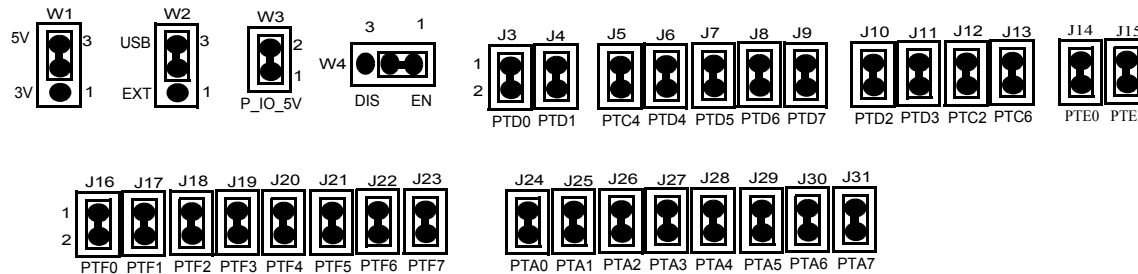 W1 W2 W3 3 1 J3 J4 J5 J6 J7 J8 J9 J10 J11 J12 J13 J14 J15
5V 3 USB 3 2 W4 1
3V 1 EXT 1 1 DIS EN 2
P_IO_5V PTD0 PTD1 PTC4 PTD4 PTD5 PTD6 PTD7 PTD2 PTD3 PTC2 PTC6 PTE0
J16 J17 J18 J19 J20 J21 J22 J23 J24 J25 J26 J27 J28 J29 J30 J31
1
2
PTF0 PTF1 PTF2 PTF3 PTF4 PTF5 PTF6 PTF7 PTA0 PTA1 PTA2 PTA3 PTA4 PTA5 PTA6 PTA7